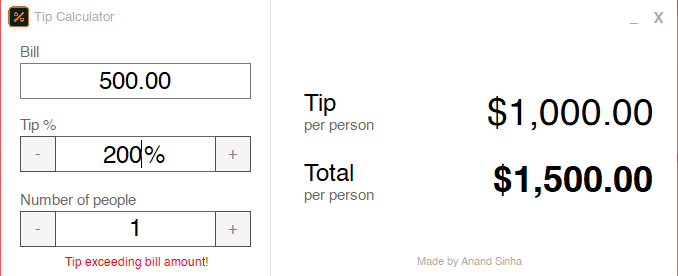 Tip Calculator
_ X
Bill
500.00
Tip %
- 200% +
Number of people
- 1 +
Tip exceeding bill amount!
Tip
per person
$1,000.00
Total
per person
$1,500.00
Made by Anand Sinha